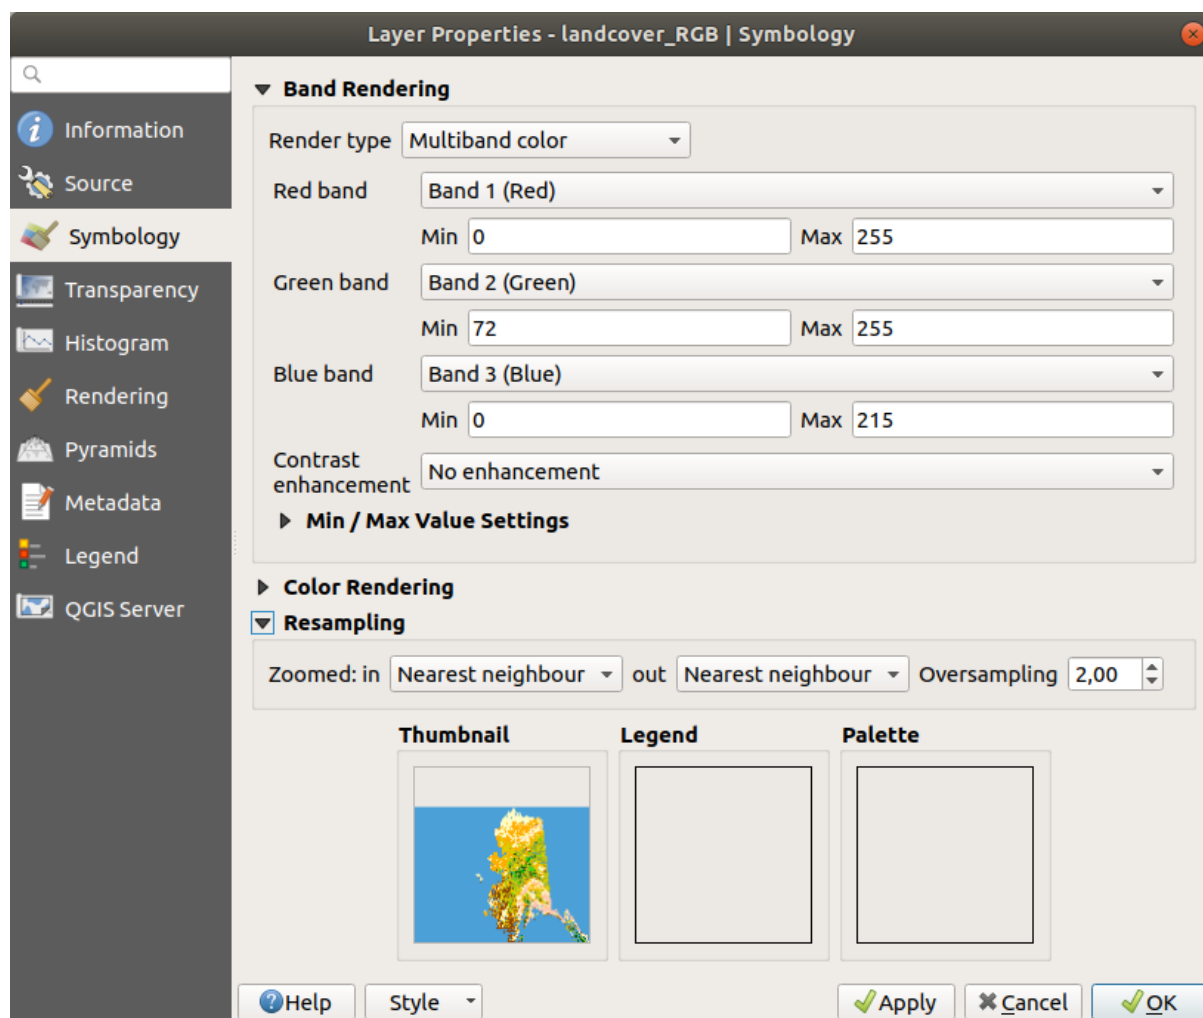 Layer Properties - landcover_RGB | Symbology
Information
Source
Symbology
Transparency
Histogram
Rendering
Pyramids
Metadata
Legend
QGIS Server
Band Rendering
Render type Multiband color
Red band Band 1 (Red)
Min 0 Max 255
Green band Band 2 (Green)
Min 72 Max 255
Blue band Band 3 (Blue)
Min 0 Max 215
Contrast
enhancement No enhancement
Min / Max Value Settings
Color Rendering
Resampling
Zoomed: in Nearest neighbour out Nearest neighbour Oversampling 2,00
Thumbnail Legend Palette
Help Style Apply Cancel OK